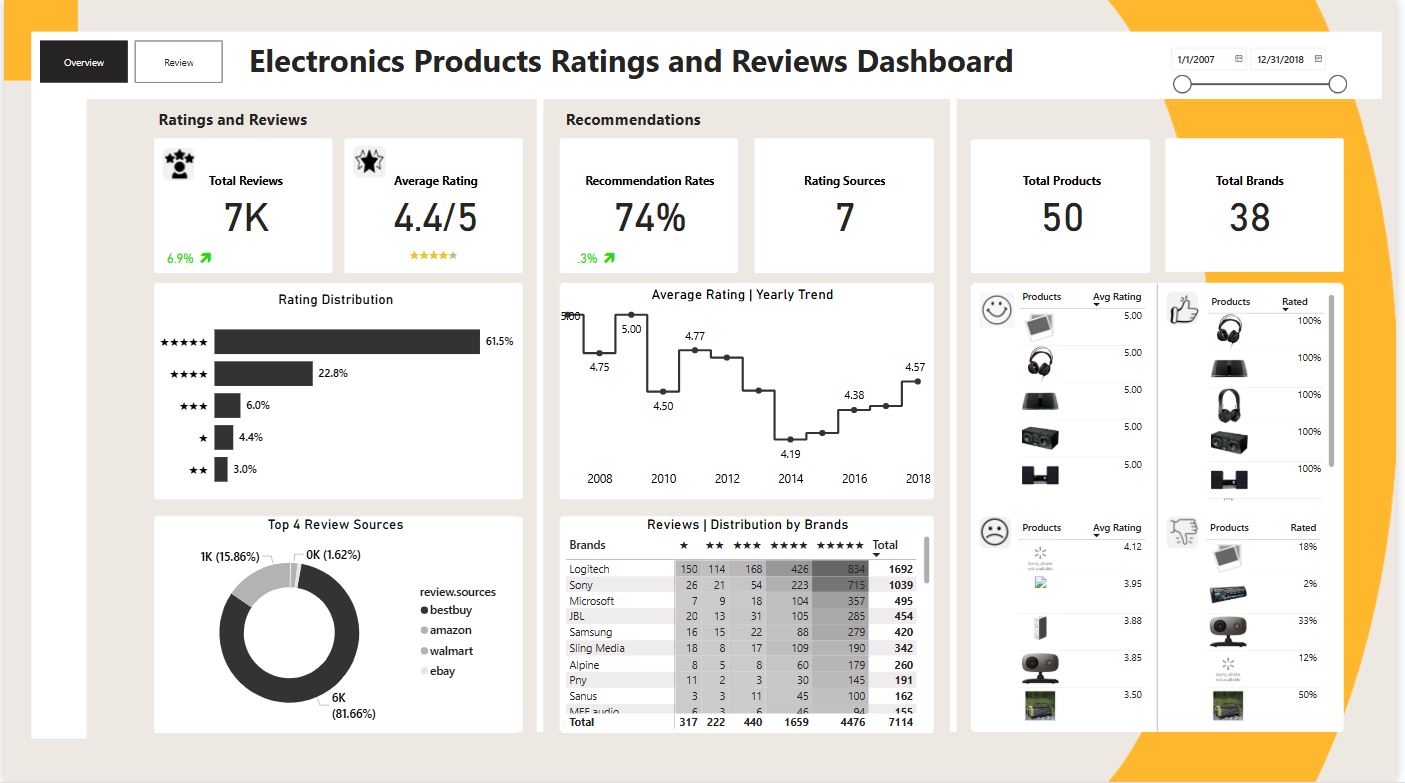 Overview
Review
Electronics Products Ratings and Reviews Dashboard
1/1/2007
12/31/2018
Ratings and Reviews
Total Reviews
7K
6.9%
Average Rating
4.4/5
★★★★★
Recommendations
Recommendation Rates
74%
.3%
Rating Sources
7
Total Products
50
Total Brands
38
Rating Distribution
★★★★★ 61.5%
★★★★ 22.8%
★★★ 6.0%
★ 4.4%
★★ 3.0%
Average Rating | Yearly Trend
5.00
4.75
5.00
4.50
4.77
4.19
4.38
4.57
2008 2010 2012 2014 2016 2018
Top 4 Review Sources
1K (15.86%)
0K (1.62%)
6K
(81.66%)
review.sources
bestbuy
amazon
walmart
ebay
Reviews | Distribution by Brands
Brands ★ ★★ ★★★ ★★★★ ★★★★★ Total
Logitech 150 114 168 426 834 1692
Sony 26 21 54 223 715 1039
Microsoft 7 9 18 104 357 495
JBL 20 13 31 105 285 454
Samsung 16 15 22 88 279 420
Sling Media 18 8 17 109 190 342
Alpine 8 5 8 60 179 260
Pny 11 2 3 30 145 191
Sanus 3 3 11 45 100 162
MEE audio 6 3 6 46 94 155
Total 317 222 440 1659 4476 7114
Products Avg Rating
5.00
5.00
5.00
5.00
5.00
Products Rated
100%
100%
100%
100%
100%
Products Avg Rating
Sorry, photo
not available
4.12
3.95
3.88
3.85
3.50
Products Rated
18%
2%
33%
Sorry, photo
not available
12%
50%